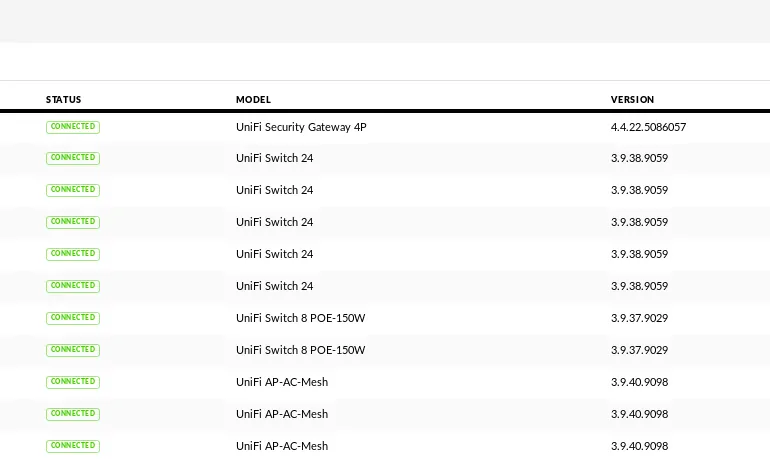 STATUS MODEL VERSION
CONNECTED UniFi Security Gateway 4P 4.4.22.5086057
CONNECTED UniFi Switch 24 3.9.38.9059
CONNECTED UniFi Switch 24 3.9.38.9059
CONNECTED UniFi Switch 24 3.9.38.9059
CONNECTED UniFi Switch 24 3.9.38.9059
CONNECTED UniFi Switch 24 3.9.38.9059
CONNECTED UniFi Switch 8 POE-150W 3.9.37.9029
CONNECTED UniFi Switch 8 POE-150W 3.9.37.9029
CONNECTED UniFi AP-AC-Mesh 3.9.40.9098
CONNECTED UniFi AP-AC-Mesh 3.9.40.9098
CONNECTED UniFi AP-AC-Mesh 3.9.40.9098